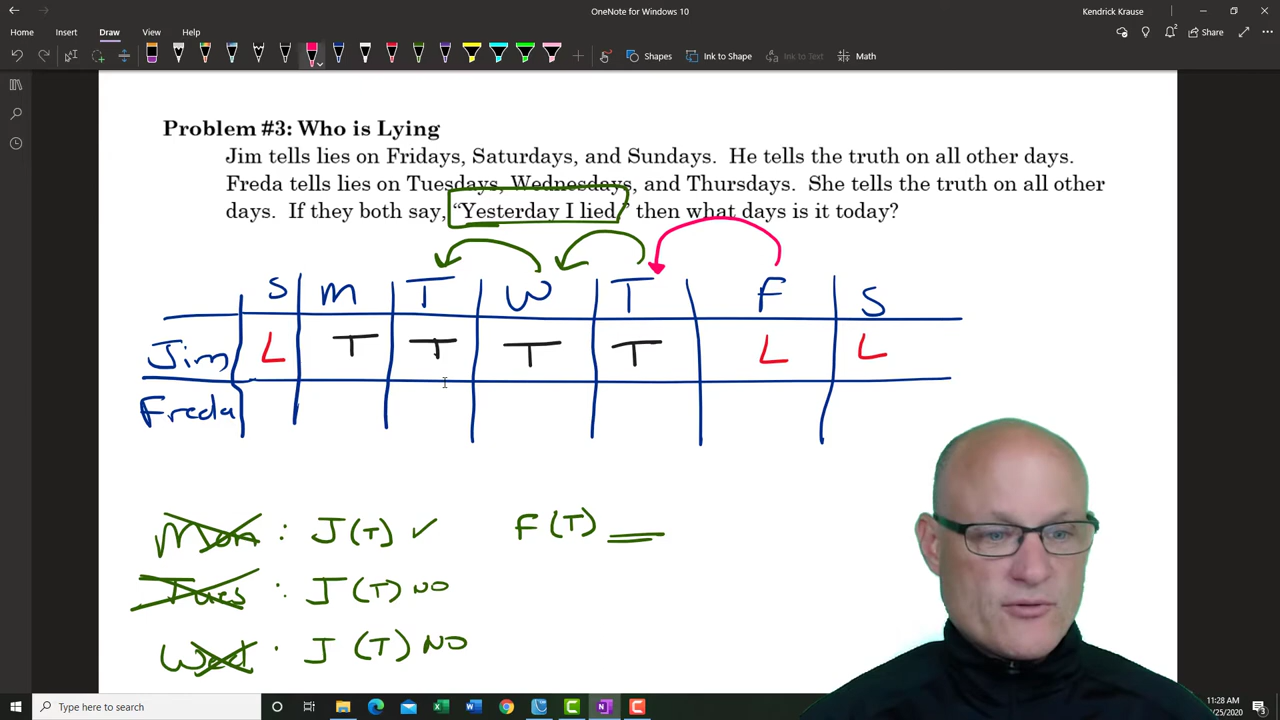 OneNote for Windows 10
Kendrick Krause
Home Insert Draw View Help
Shapes Ink to Shape Ink to Text Math Share
Problem #3: Who is Lying
Jim tells lies on Fridays, Saturdays, and Sundays. He tells the truth on all other days.
Freda tells lies on Tuesdays, Wednesdays, and Thursdays. She tells the truth on all other
days. If they both say, “Yesterday I lied,” then what days is it today?
S M T W T F S
Jim L T T T T L L
Freda
Mon : J (T) ✓ F (T)
Tues : J (T) NO
Wed : J (T) NO
Type here to search
11:28 AM